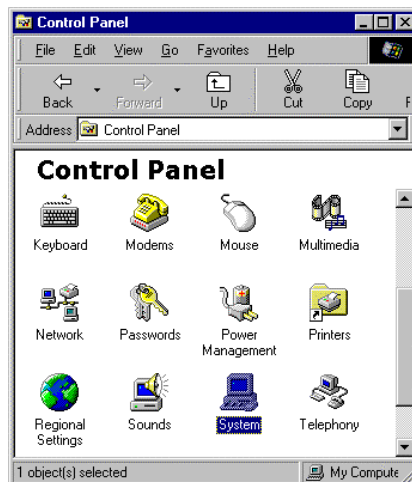 Control Panel
File Edit View Go Favorites Help
Back Forward Up Cut Copy
Address Control Panel
Control Panel
Keyboard Modems Mouse Multimedia
Network Passwords Power Management Printers
Regional Settings Sounds System Telephony
1 object(s) selected My Compute